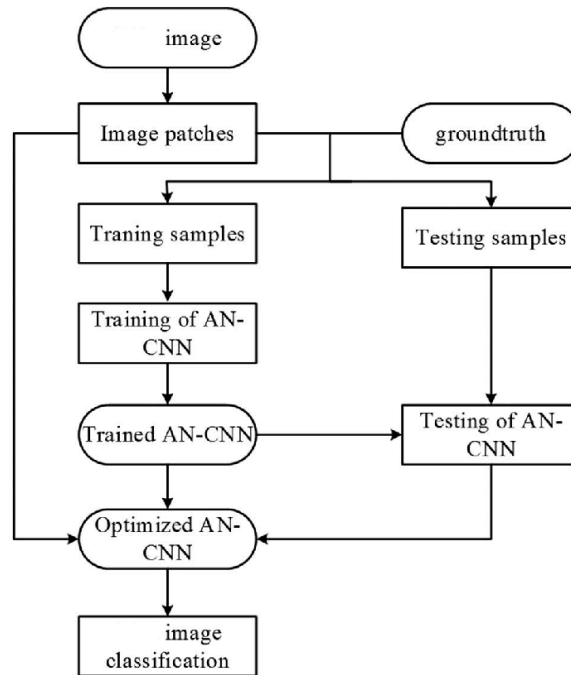 image
Image patches
groundtruth
Traning samples
Testing samples
Training of AN-
CNN
Trained AN-CNN
Testing of AN-
CNN
Optimized AN-
CNN
image
classification